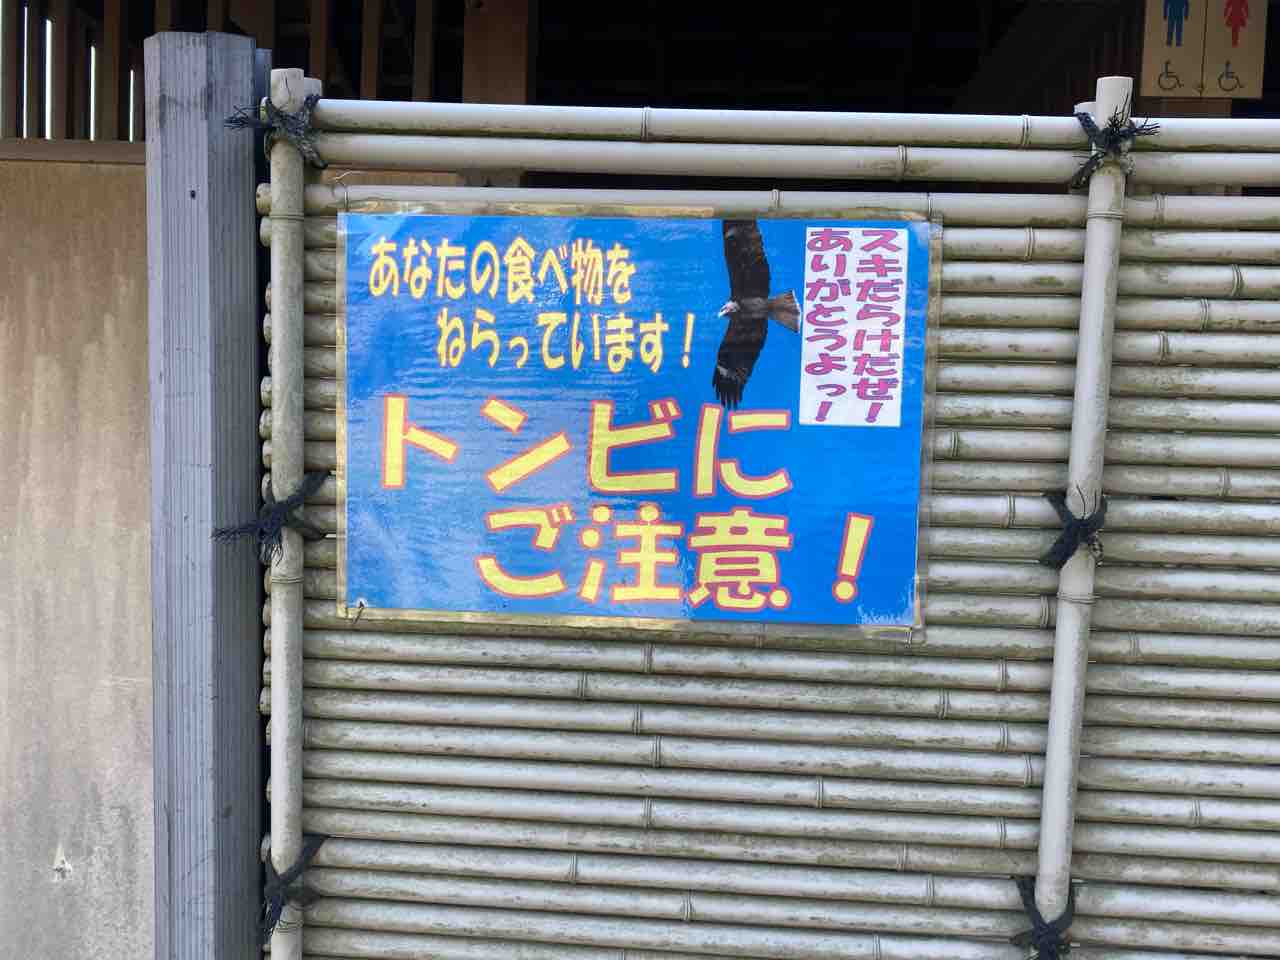 あなたの食べ物を
ねらっています！
スキだらけだぜ！
ありがとうよっ！
トンビに
ご注意！